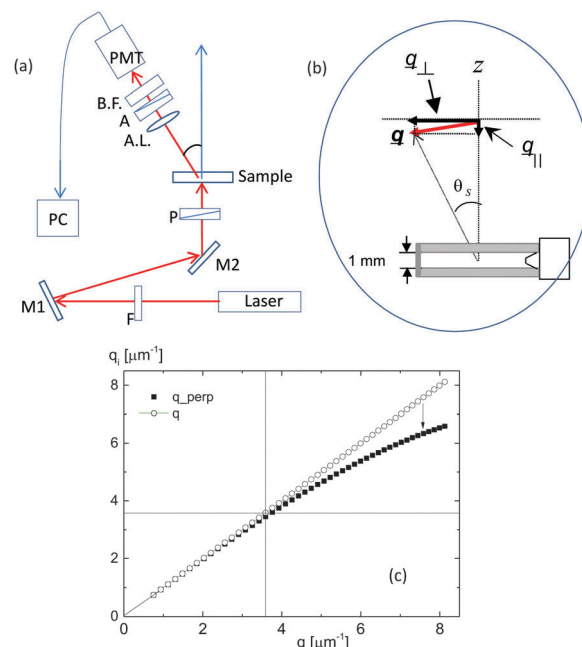 (a)
PMT
B.F.
A
A.L.
Sample
PC
P
M2
M1
F
Laser
(b)
q⊥
z
q
q||
θs
1 mm
qi [μm-1]
q_perp
q
8
6
4
2
0
(c)
0 2 4 6 8
q [μm-1]